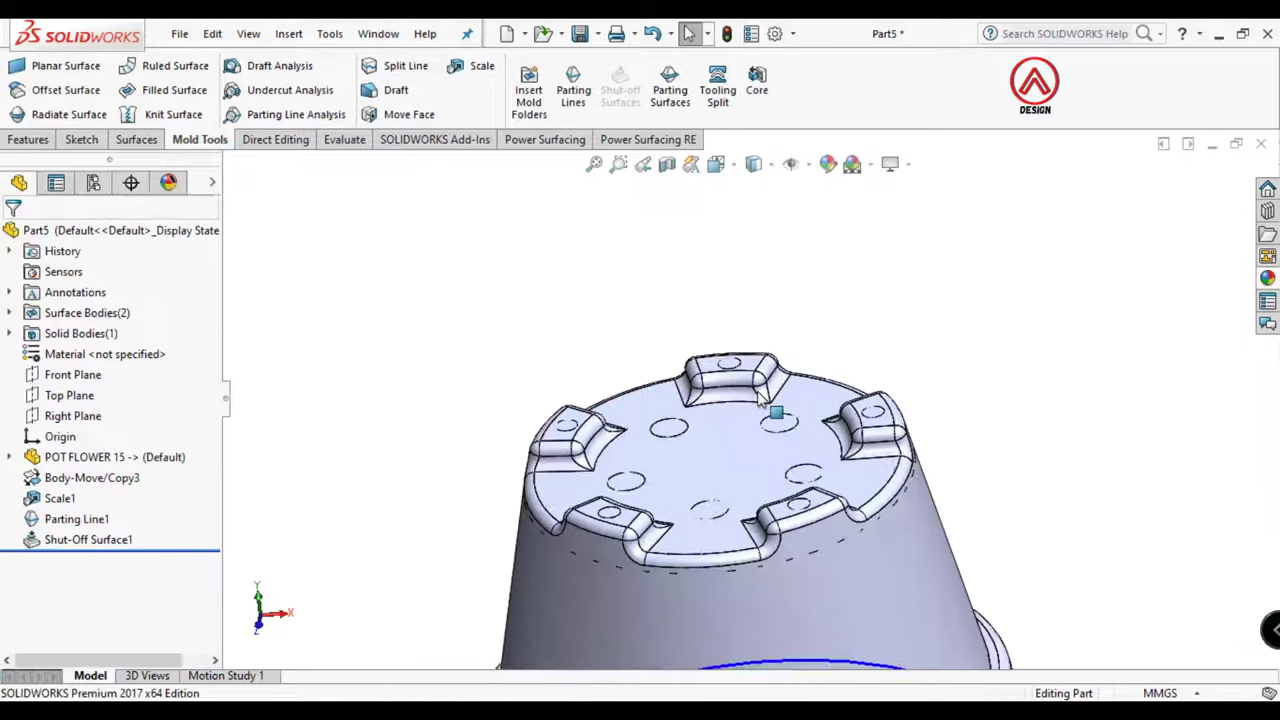 SOLIDWORKS
File Edit View Insert Tools Window Help
Part5 *
Search SOLIDWORKS Help
?
Planar Surface
Ruled Surface
Draft Analysis
Split Line
Scale
Offset Surface
Filled Surface
Undercut Analysis
Draft
Radiate Surface
Knit Surface
Parting Line Analysis
Move Face
Insert
Mold
Folders
Parting
Lines
Shut-off
Surfaces
Parting
Surfaces
Tooling
Split
Core
DESIGN
Features Sketch Surfaces Mold Tools Direct Editing Evaluate SOLIDWORKS Add-Ins Power Surfacing Power Surfacing RE
Part5 (Default<<Default>_Display State
History
Sensors
Annotations
Surface Bodies(2)
Solid Bodies(1)
Material <not specified>
Front Plane
Top Plane
Right Plane
Origin
POT FLOWER 15 -> (Default)
Body-Move/Copy3
Scale1
Parting Line1
Shut-Off Surface1
Y
X
Z
Model 3D Views Motion Study 1
SOLIDWORKS Premium 2017 x64 Edition
Editing Part
MMGS